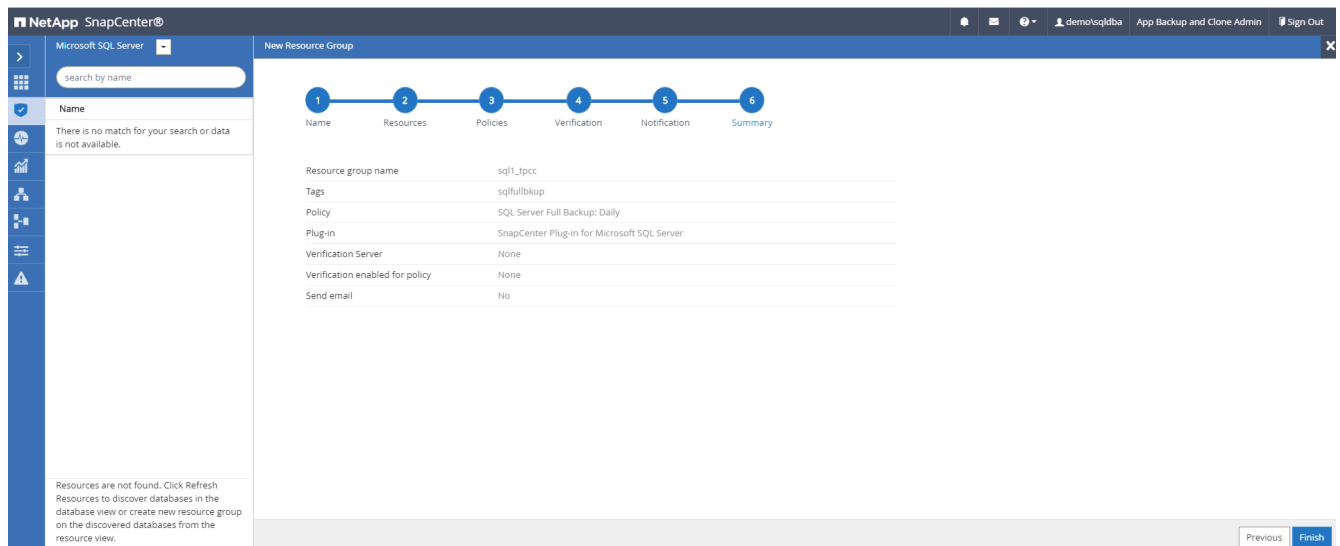 NetApp SnapCenter®
demo\sqldba App Backup and Clone Admin Sign Out
Microsoft SQL Server
search by name
Name
There is no match for your search or data
is not available.
Resources are not found. Click Refresh
Resources to discover databases in the
database view or create new resource group
on the discovered databases from the
resource view.
New Resource Group
1 2 3 4 5 6
Name Resources Policies Verification Notification Summary
Resource group name sql1_tpcc
Tags sqlfullbkup
Policy SQL Server Full Backup: Daily
Plug-in SnapCenter Plug-in for Microsoft SQL Server
Verification Server None
Verification enabled for policy None
Send email No
Previous Finish